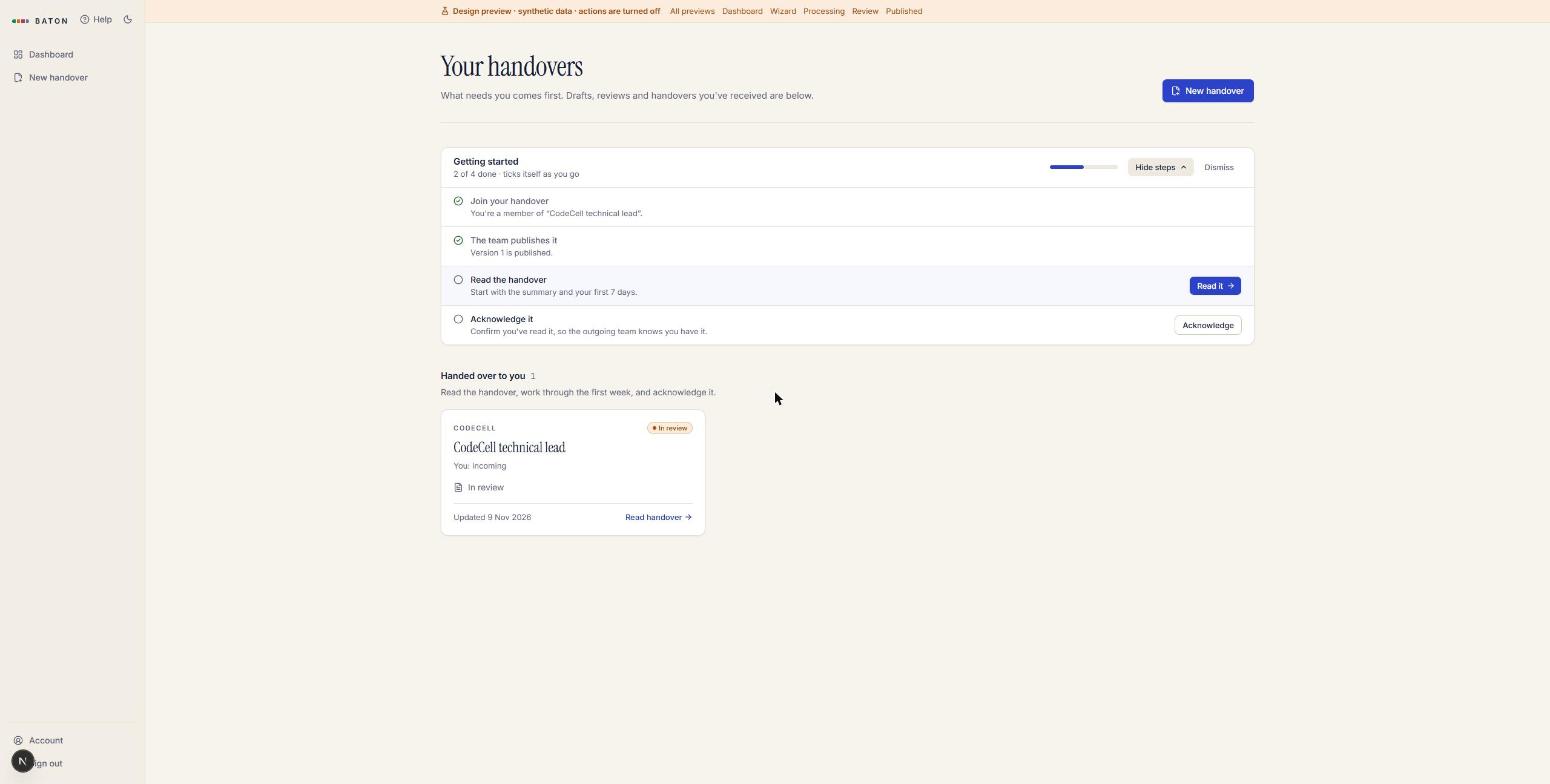 BATON
Help
Dashboard
New handover
Design preview · synthetic data · actions are turned off All previews Dashboard Wizard Processing Review Published
Your handovers
What needs you comes first. Drafts, reviews and handovers you've received are below.
New handover
Getting started
2 of 4 done · ticks itself as you go
Hide steps
Dismiss
Join your handover
You're a member of "CodeCell technical lead".
The team publishes it
Version 1 is published.
Read the handover
Start with the summary and your first 7 days.
Read it
Acknowledge it
Confirm you've read it, so the outgoing team knows you have it.
Acknowledge
Handed over to you 1
Read the handover, work through the first week, and acknowledge it.
CODECELL
In review
CodeCell technical lead
You: Incoming
In review
Updated 9 Nov 2026
Read handover
Account
N
ign out